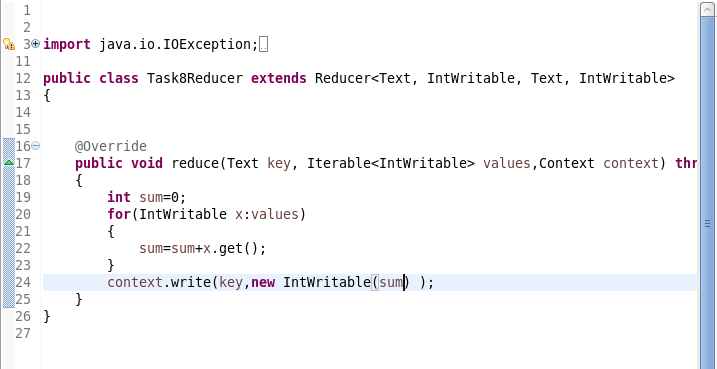 1
2
3 import java.io.IOException;
11
12 public class Task8Reducer extends Reducer<Text, IntWritable, Text, IntWritable>
13 {
14
15
16 @Override
17 public void reduce(Text key, Iterable<IntWritable> values,Context context) thr
18 {
19 int sum=0;
20 for(IntWritable x:values)
21 {
22 sum=sum+x.get();
23 }
24 context.write(key,new IntWritable(sum) );
25 }
26 }
27